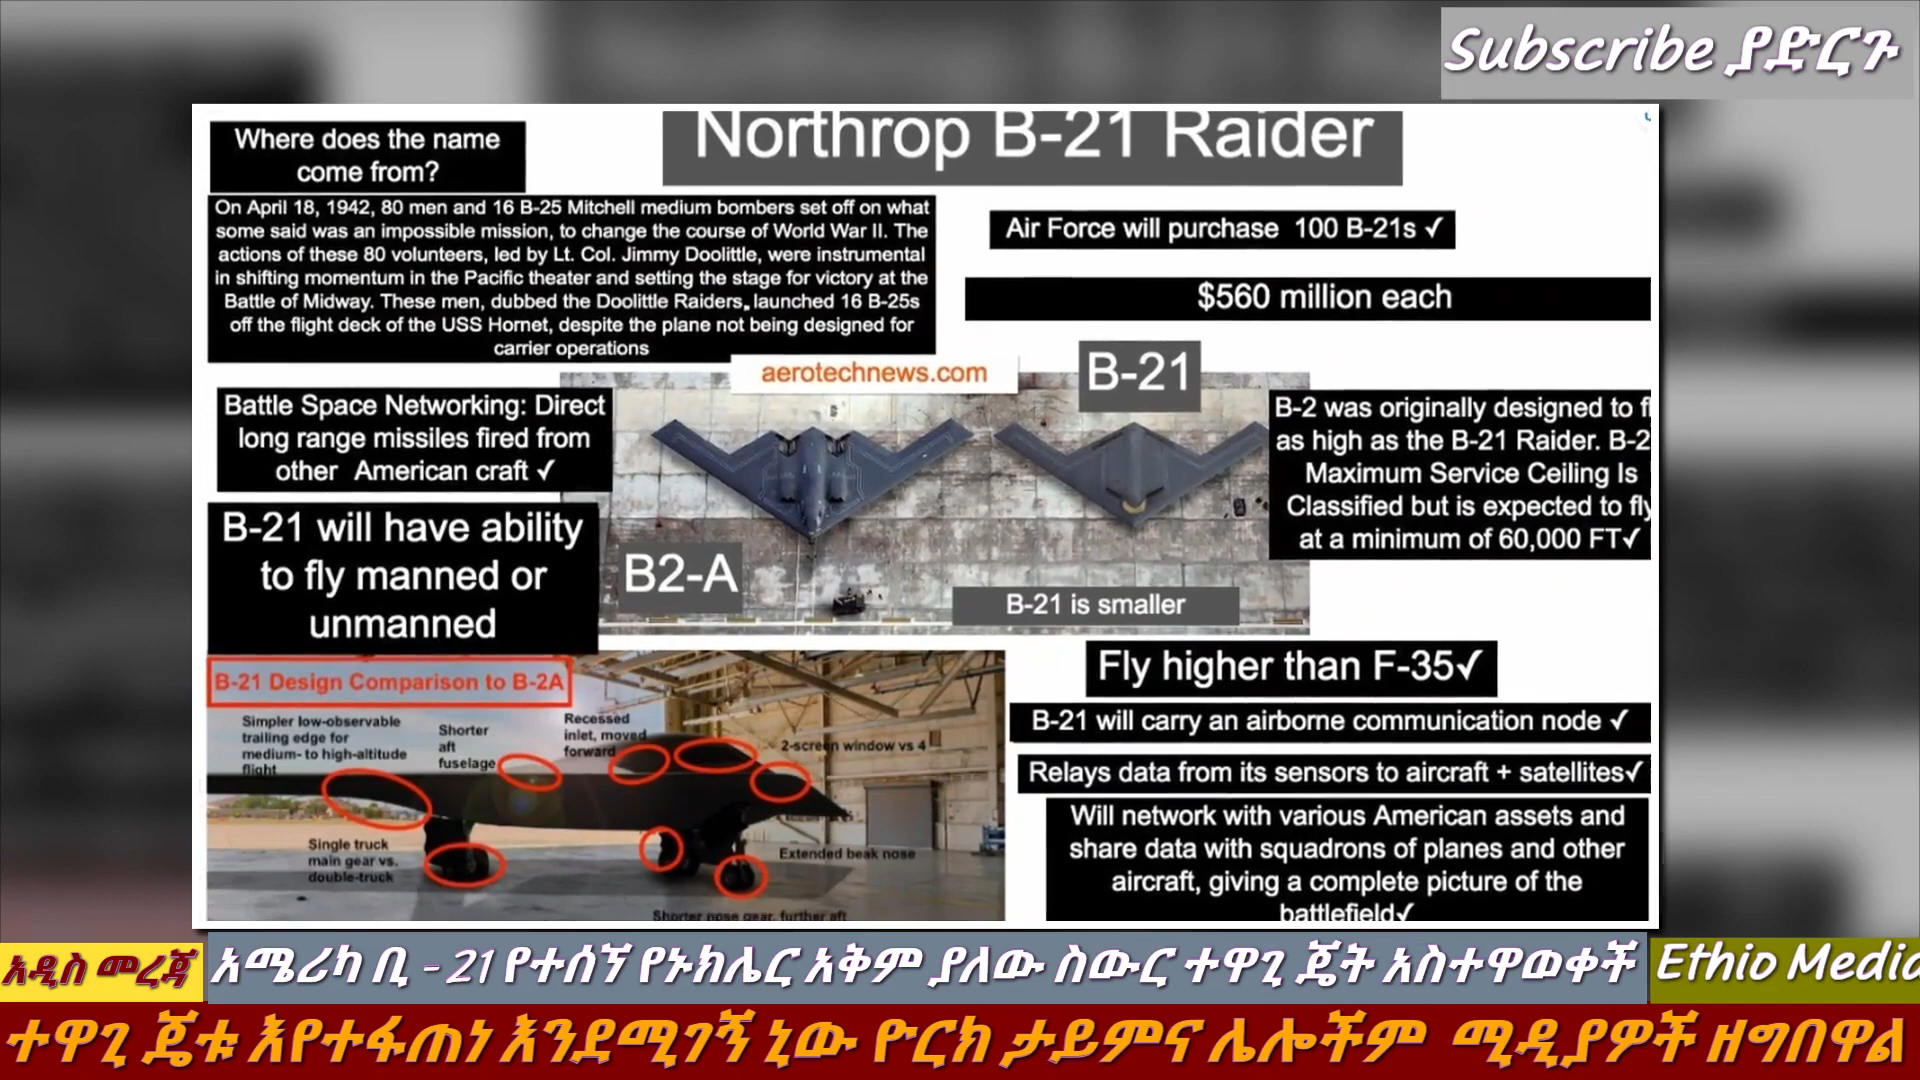 Subscribe ያድርጉ
Northrop B-21 Raider
Where does the name
come from?
On April 18, 1942, 80 men and 16 B-25 Mitchell medium bombers set off on what
some said was an impossible mission, to change the course of World War II. The
actions of these 80 volunteers, led by Lt. Col. Jimmy Doolittle, were instrumental
in shifting momentum in the Pacific theater and setting the stage for victory at the
Battle of Midway. These men, dubbed the Doolittle Raiders, launched 16 B-25s
off the flight deck of the USS Hornet, despite the plane not being designed for
carrier operations
Air Force will purchase 100 B-21s ✓
$560 million each
aerotechnews.com
B-21
Battle Space Networking: Direct
long range missiles fired from
other American craft ✓
B-2 was originally designed to fl
as high as the B-21 Raider. B-2
Maximum Service Ceiling Is
Classified but is expected to fly
at a minimum of 60,000 FT✓
B-21 will have ability
to fly manned or
unmanned
B2-A
B-21 is smaller
B-21 Design Comparison to B-2A
Simpler low-observable
trailing edge for
medium- to high-altitude
flight
Shorter
aft
fuselage
Recessed
inlet, moved
forward
2-screen window vs 4
Single truck
main gear vs.
double-truck
Extended beak nose
Shorter nose gear, further aft
Fly higher than F-35✓
B-21 will carry an airborne communication node ✓
Relays data from its sensors to aircraft + satellites✓
Will network with various American assets and
share data with squadrons of planes and other
aircraft, giving a complete picture of the
battlefield✓
አዲስ መረጃ
አሜሪካ ቢ - 21 የተሰኘ የኑክሌር አቅም ያለው ስውር ተዋጊ ጄት አስተዋወቀች
Ethio Media
ተዋጊ ጄቱ እየተፋጠነ እንደሚገኝ ኒው ዮርክ ታይምና ሌሎችም ሚዲያዎች ዘግበዋል